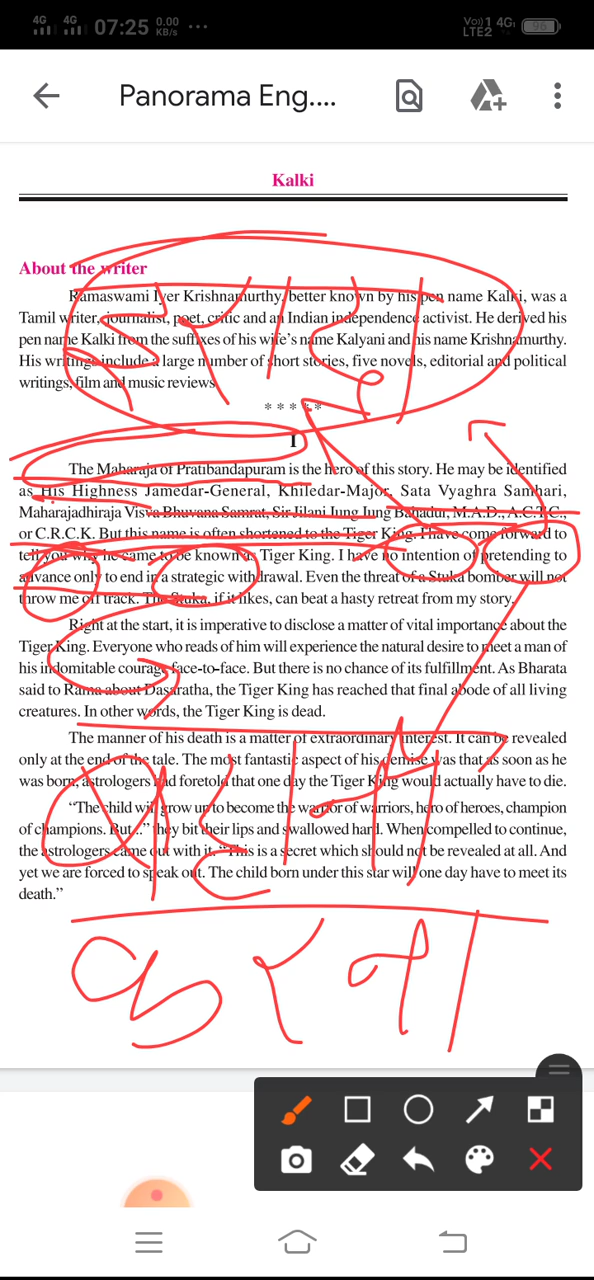 4G 4G 07:25 0.00 KB/s ... Vo)) 1 4G LTE2 96
Panorama Eng....
Kalki
About the writer
Ramaswami Iyer Krishnamurthy, better known by his pen name Kalki, was a
Tamil writer, journalist, poet, critic and an Indian independence activist. He derived his
pen name Kalki from the suffixes of his wife's name Kalyani and his name Krishnamurthy.
His writings include a large number of short stories, five novels, editorial and political
writings, film and music reviews.
* * * * *
I
The Maharaja of Pratibandapuram is the hero of this story. He may be identified
as His Highness Jamedar-General, Khiledar-Major, Sata Vyaghra Samhari,
Maharajadhiraja Visva Bhuvana Samrat, Sir Jilani Jung Jung Bahadur, M.A.D., A.C.T.C.,
or C.R.C.K. But this name is often shortened to the Tiger King. I have come forward to
tell you why he came to be known as Tiger King. I have no intention of pretending to
advance only to end in a strategic withdrawal. Even the threat of a Stuka bomber will not
throw me off track. The Stuka, if it likes, can beat a hasty retreat from my story.
Right at the start, it is imperative to disclose a matter of vital importance about the
Tiger King. Everyone who reads of him will experience the natural desire to meet a man of
his indomitable courage face-to-face. But there is no chance of its fulfillment. As Bharata
said to Rama about Dasaratha, the Tiger King has reached that final abode of all living
creatures. In other words, the Tiger King is dead.
The manner of his death is a matter of extraordinary interest. It can be revealed
only at the end of the tale. The most fantastic aspect of his demise was that as soon as he
was born, astrologers had foretold that one day the Tiger King would actually have to die.
"The child will grow up to become the warrior of warriors, hero of heroes, champion
of champions. But..." they bit their lips and swallowed hard. When compelled to continue,
the astrologers came out with it. "This is a secret which should not be revealed at all. And
yet we are forced to speak out. The child born under this star will one day have to meet its
death."
करना